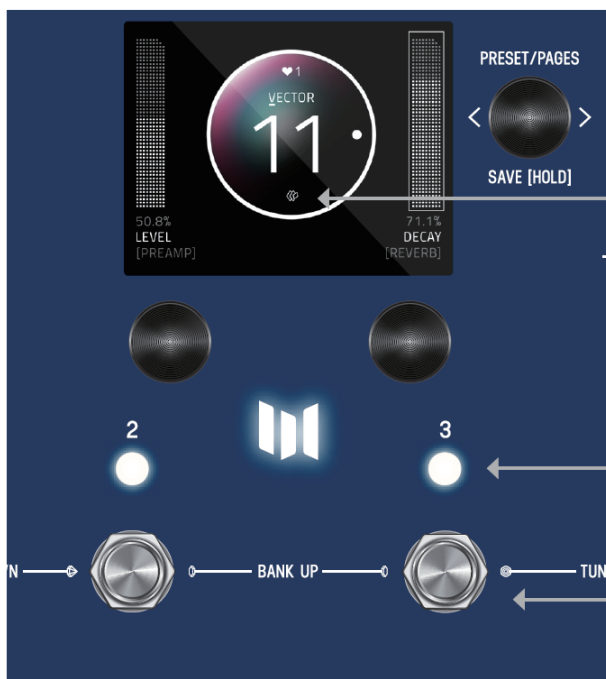 ♥1
VECTOR
11
50.8%
LEVEL
[PREAMP]
71.1%
DECAY
[REVERB]
PRESET/PAGES
< >
SAVE [HOLD]
2
3
BANK UP
TUN